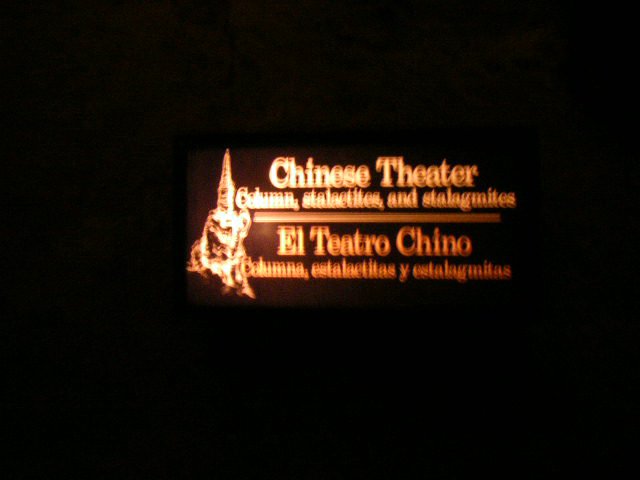 Chinese Theater
Column, stalactites, and stalagmites
El Teatro Chino
Columna, estalactitas y estalagmitas